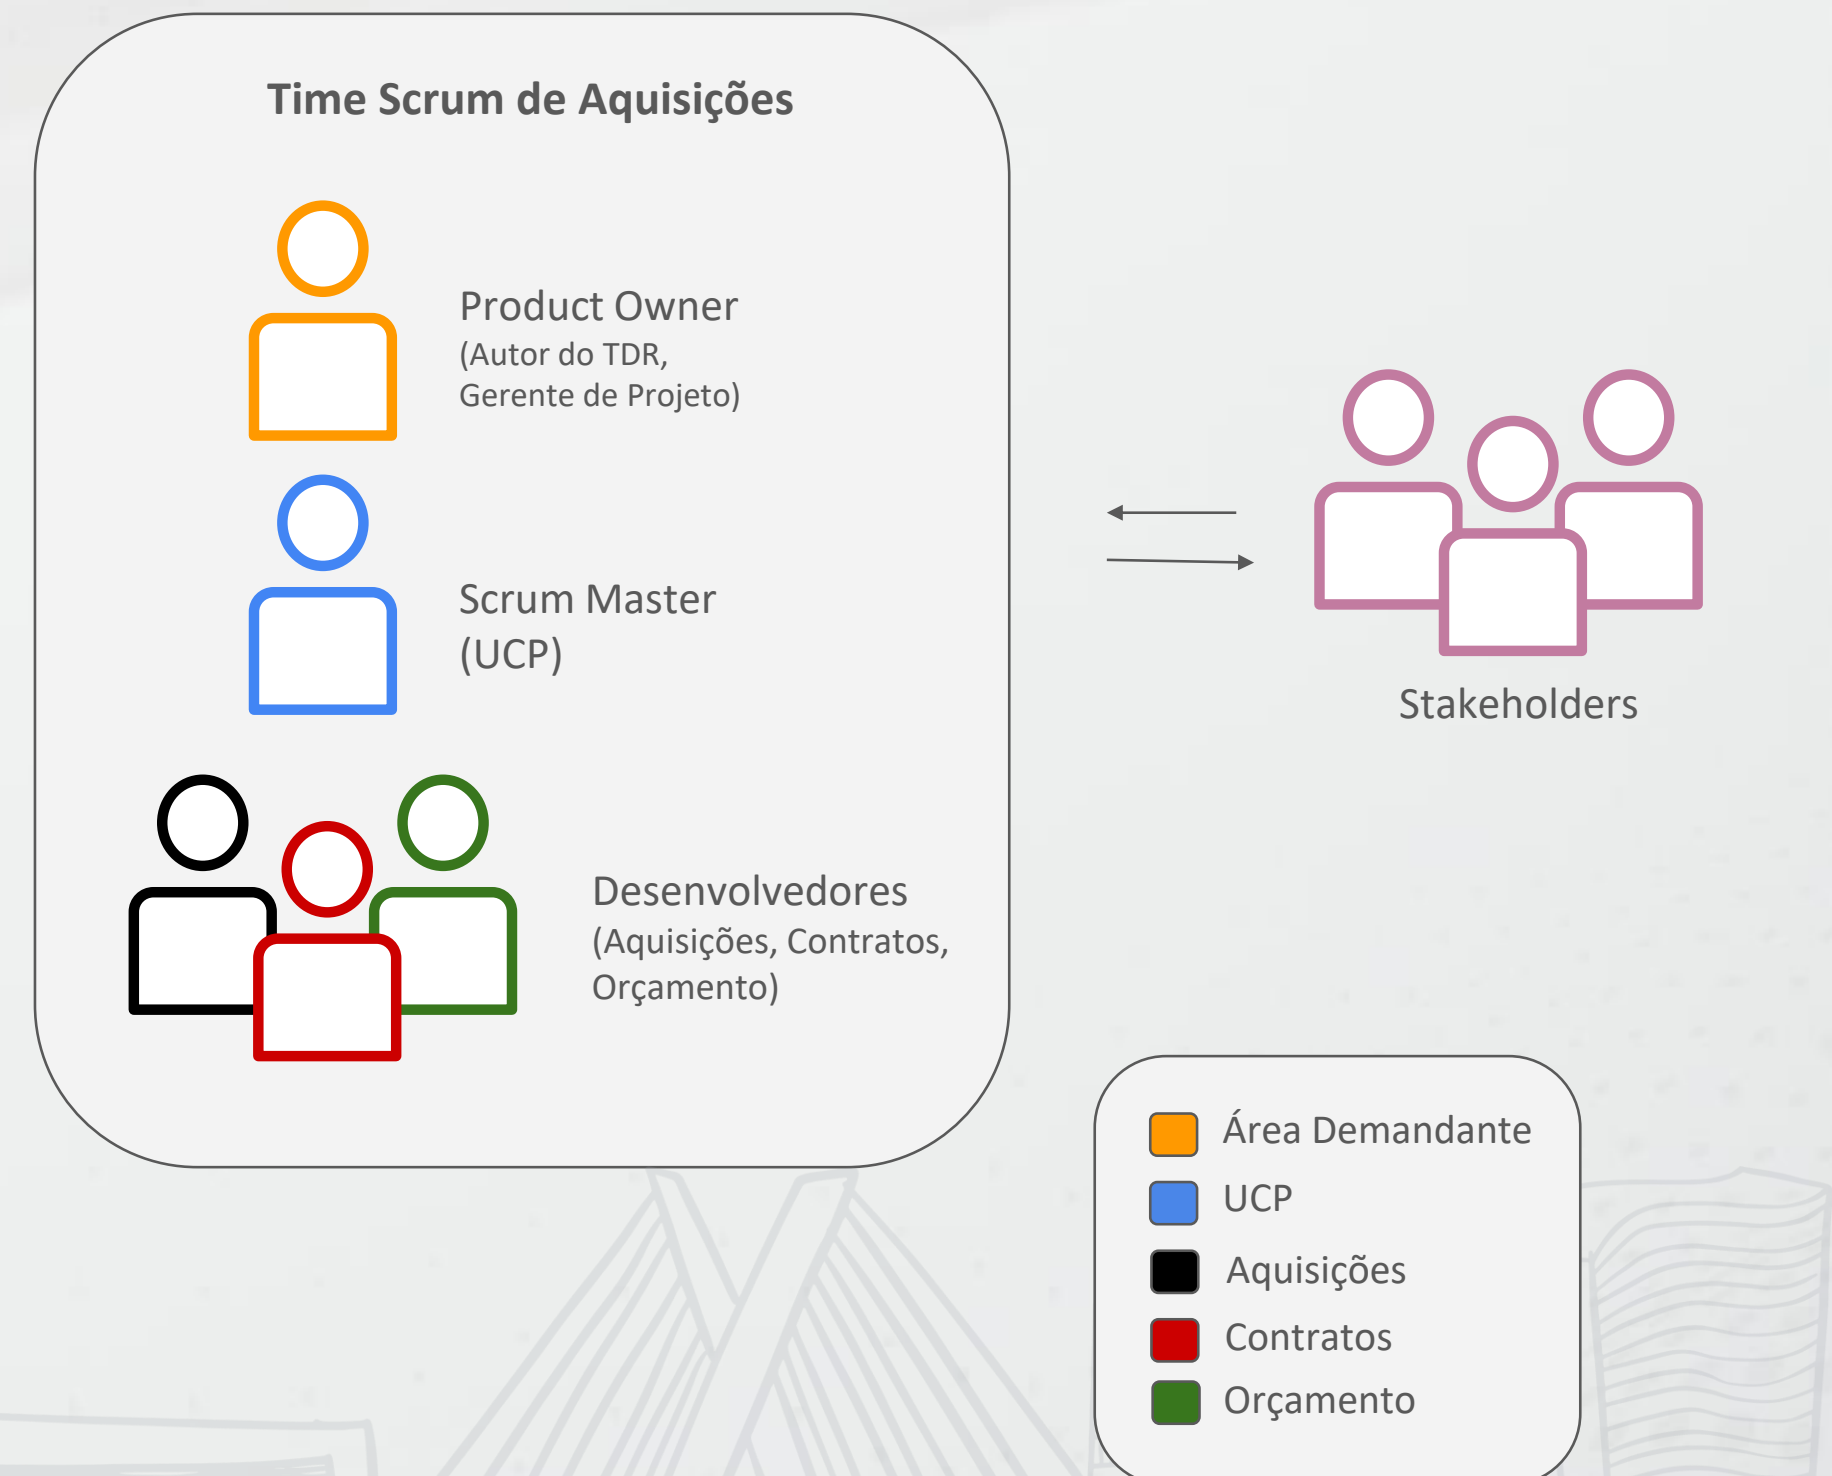 Time Scrum de Aquisições
Product Owner
(Autor do TDR,
Gerente de Projeto)
Scrum Master
(UCP)
Desenvolvedores
(Aquisições, Contratos,
Orçamento)
Stakeholders
Área Demandante
UCP
Aquisições
Contratos
Orçamento